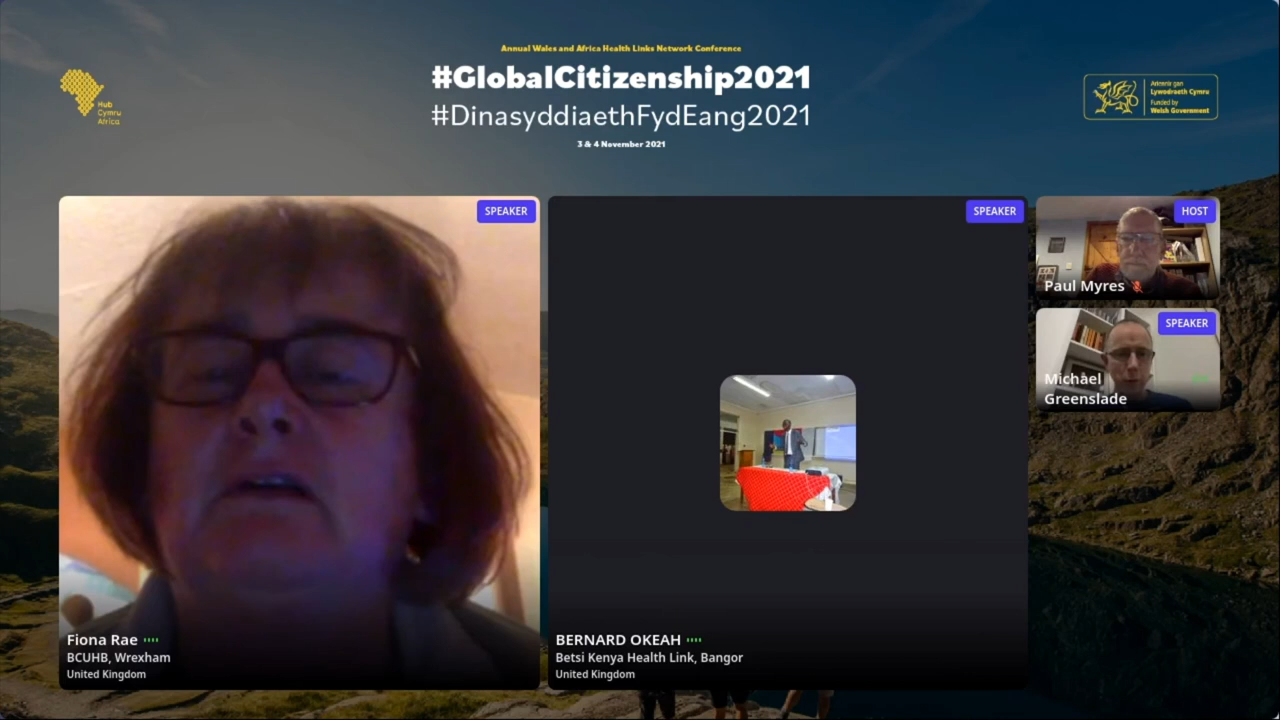 Annual Wales and Africa Health Links Network Conference
#GlobalCitizenship2021
#DinasyddiaethFydEang2021
3 & 4 November 2021
Hub
Cymru
Africa
Ariennir gan
Lywodraeth Cymru
Funded by
Welsh Government
SPEAKER
Fiona Rae
BCUHB, Wrexham
United Kingdom
SPEAKER
BERNARD OKEAH
Betsi Kenya Health Link, Bangor
United Kingdom
HOST
Paul Myres
SPEAKER
Michael
Greenslade